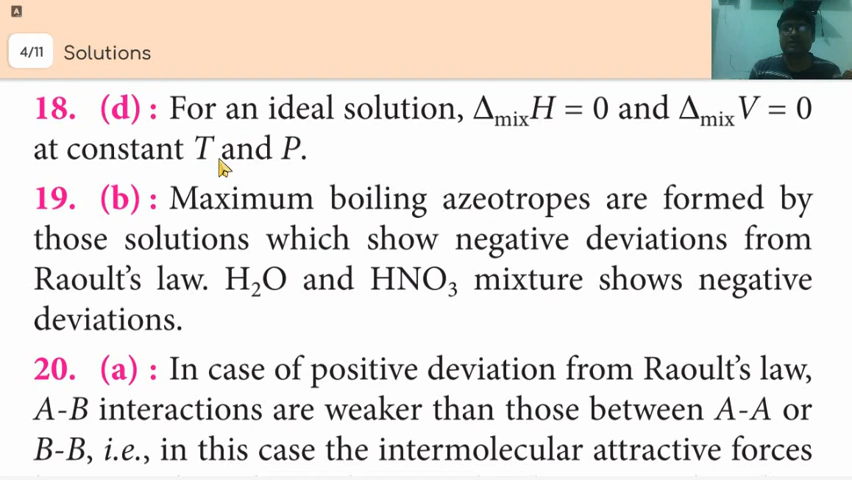 A
4/11 Solutions
18. (d) : For an ideal solution, ΔmixH = 0 and ΔmixV = 0
at constant T and P.
19. (b) : Maximum boiling azeotropes are formed by
those solutions which show negative deviations from
Raoult's law. H₂O and HNO₃ mixture shows negative
deviations.
20. (a) : In case of positive deviation from Raoult's law,
A-B interactions are weaker than those between A-A or
B-B, i.e., in this case the intermolecular attractive forces